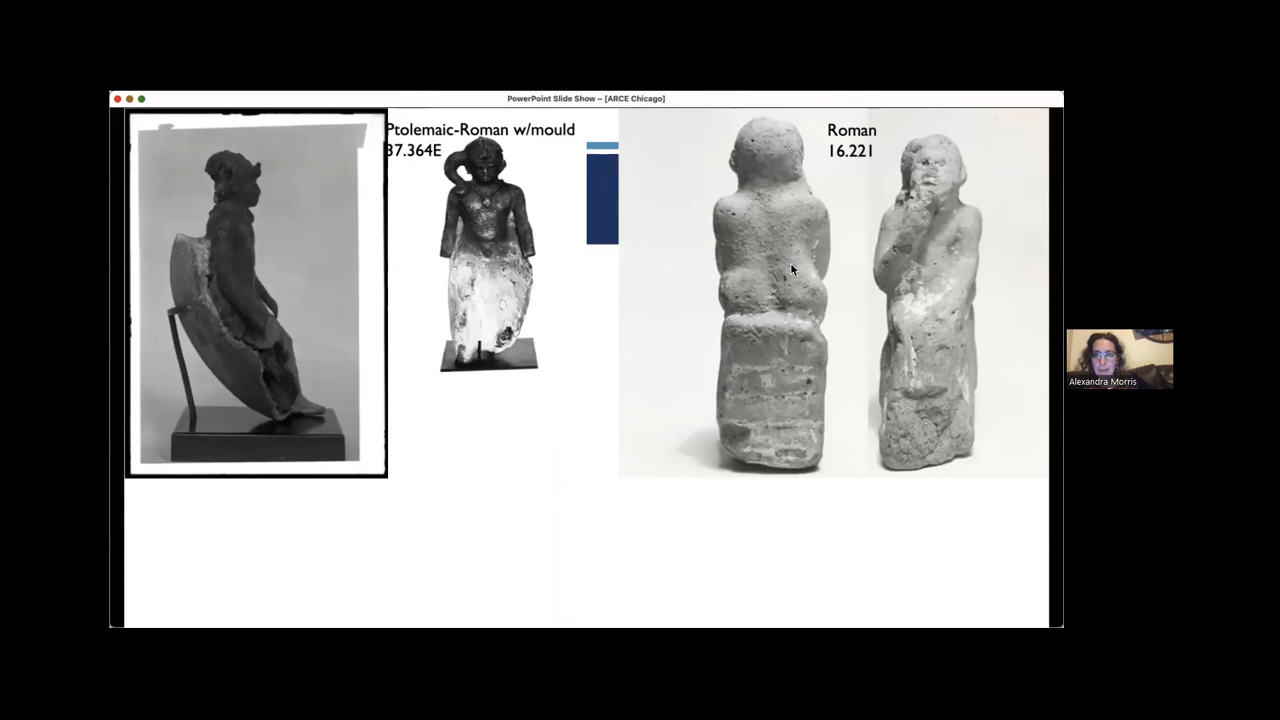 PowerPoint Slide Show – [ARCE Chicago]
Ptolemaic-Roman w/mould
37.364E
Roman
16.221
Alexandra Morris